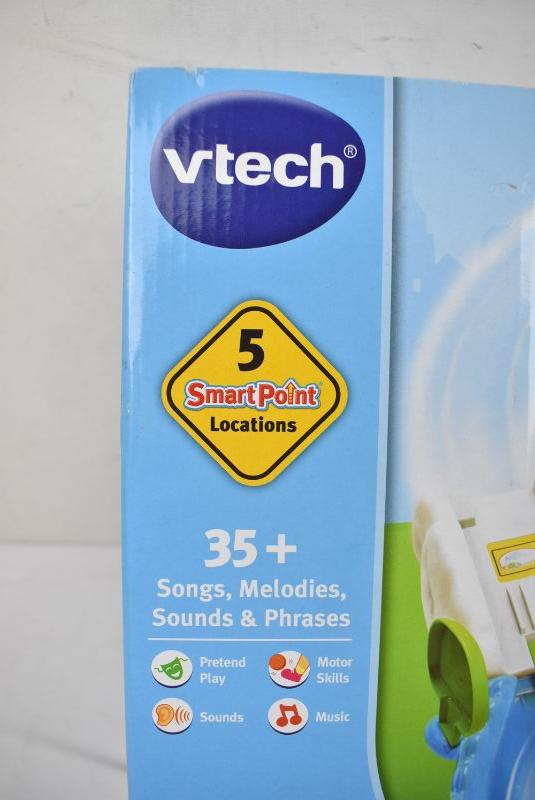 vtech®
5
SmartPoint
Locations
35+
Songs, Melodies,
Sounds & Phrases
Pretend
Play
Motor
Skills
Sounds
Music